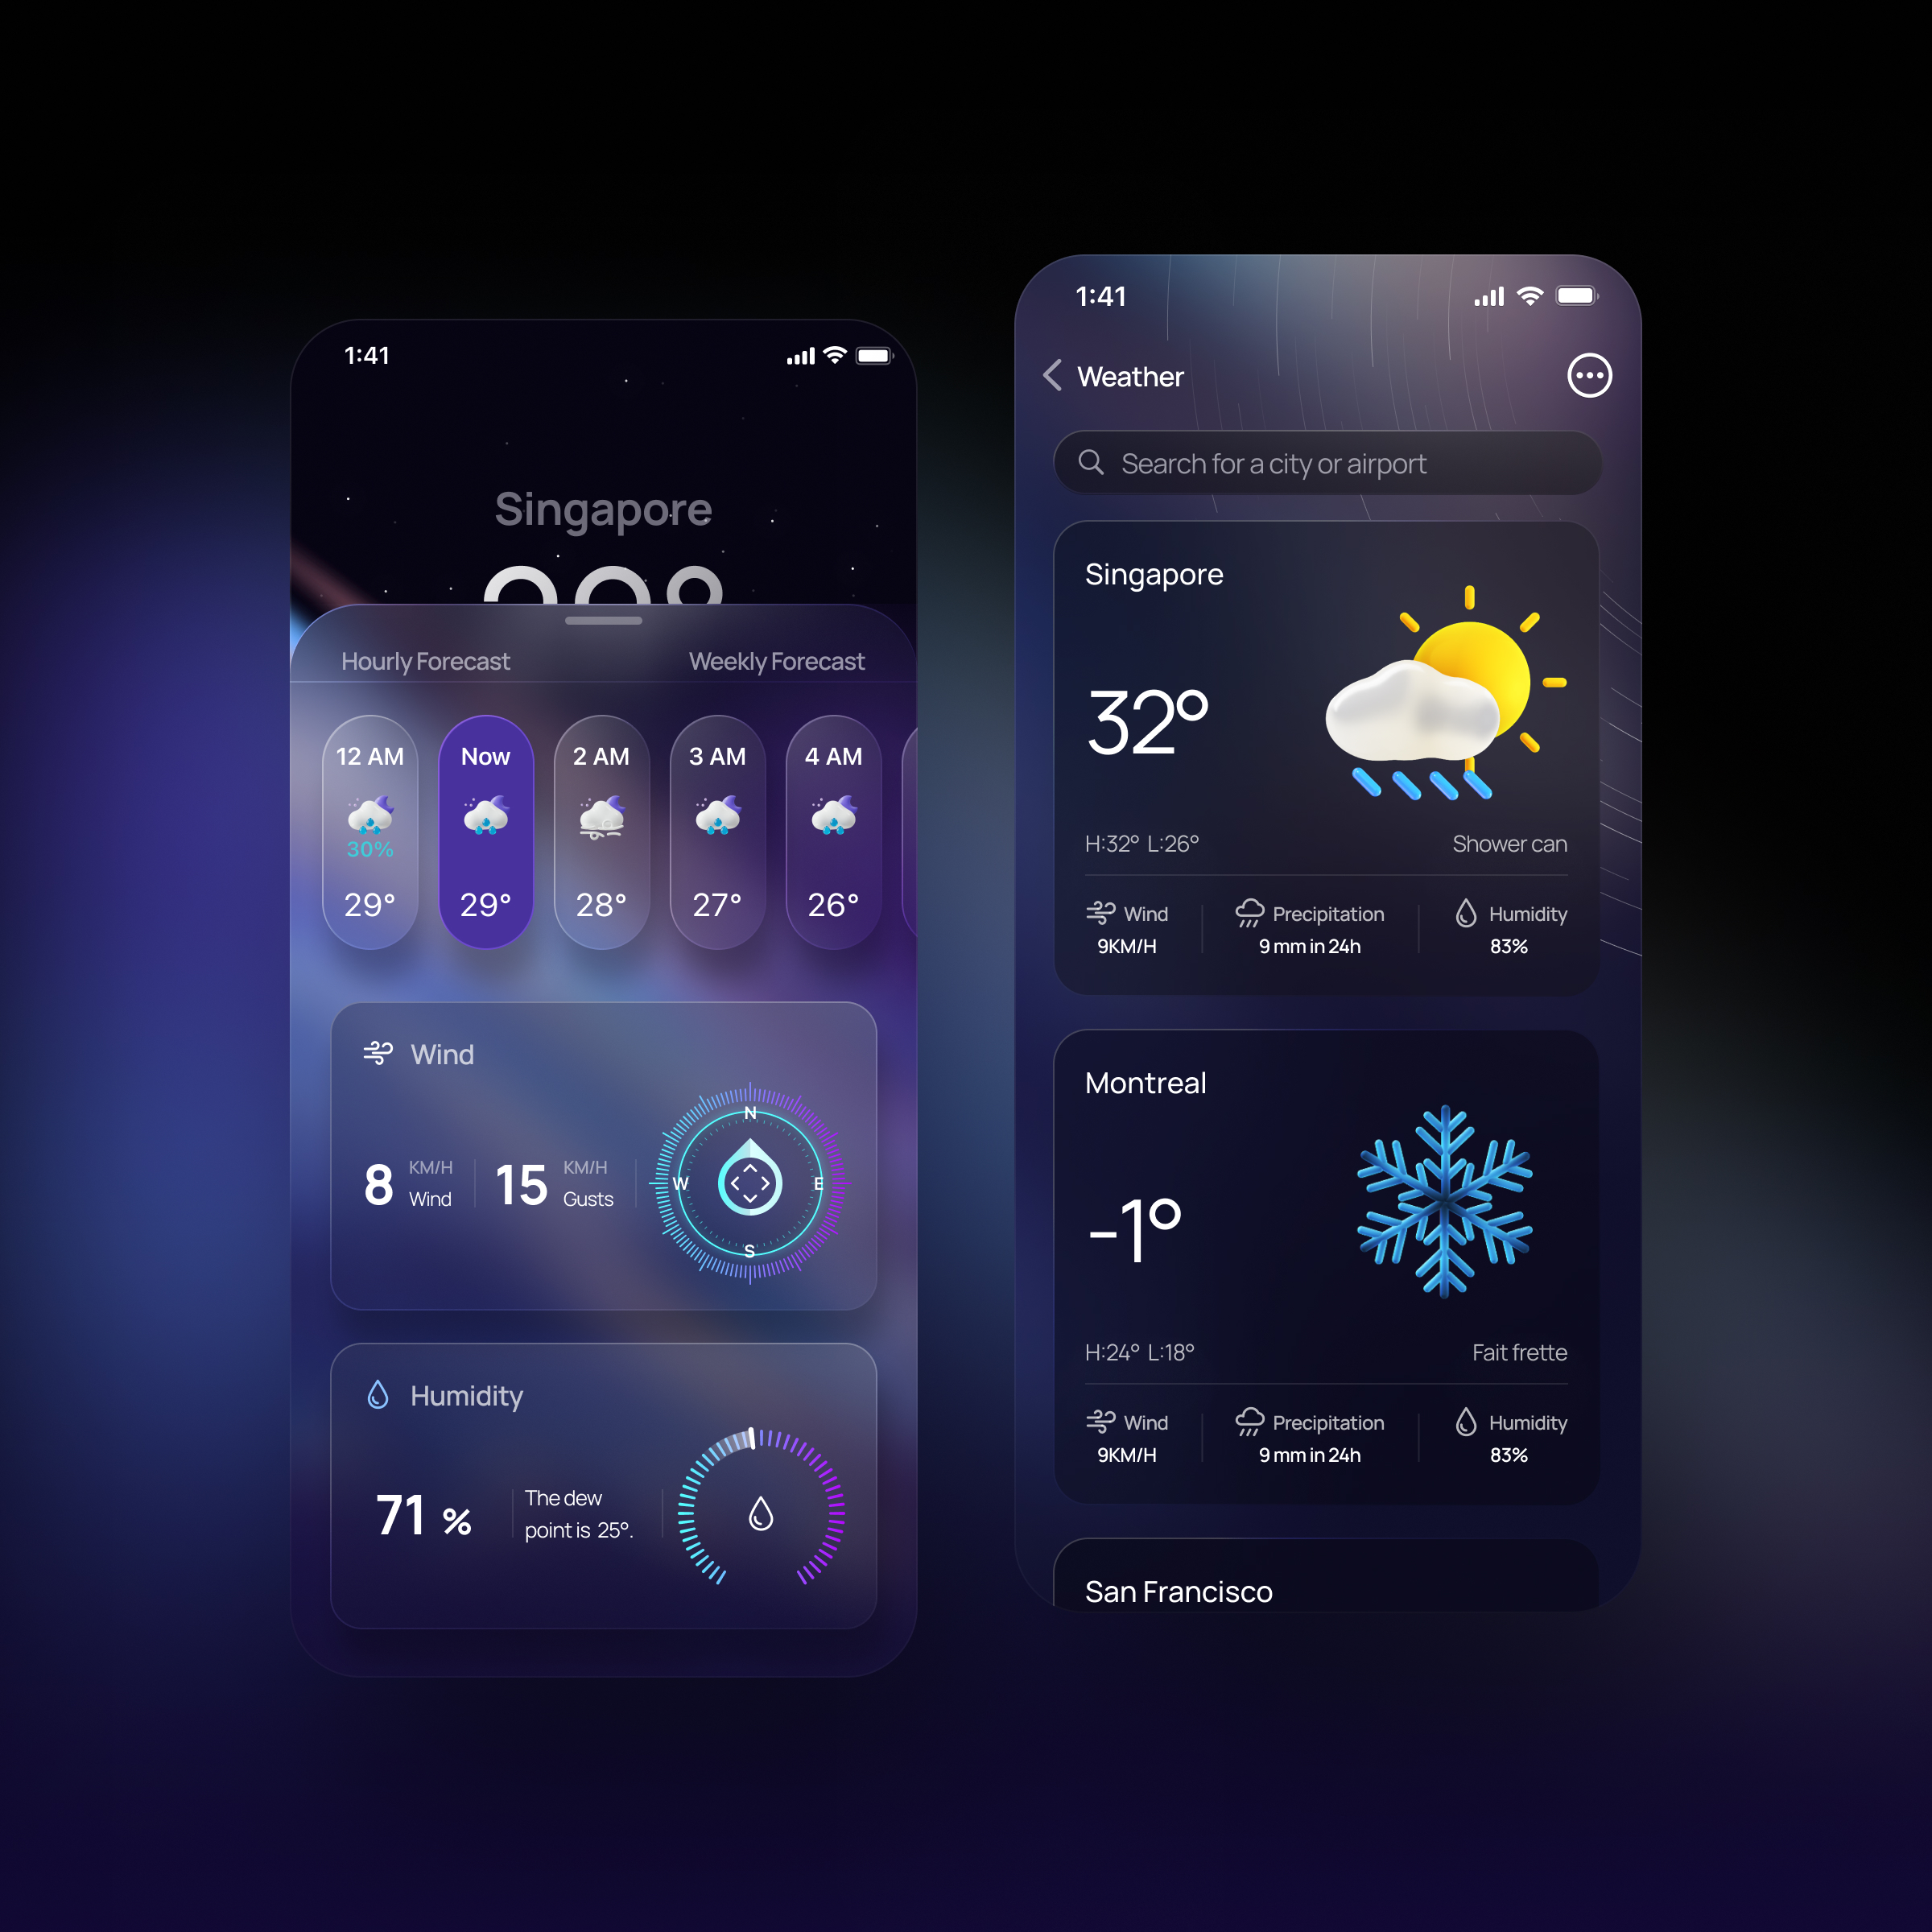 1:41
Singapore
Hourly Forecast
Weekly Forecast
12 AM
30%
29°
Now
29°
2 AM
28°
3 AM
27°
4 AM
26°
Wind
8 KM/H Wind
15 KM/H Gusts
N
W
E
S
Humidity
71 %
The dew
point is 25°.
1:41
Weather
Search for a city or airport
Singapore
32°
H:32° L:26°
Shower can
Wind
9KM/H
Precipitation
9 mm in 24h
Humidity
83%
Montreal
-1°
H:24° L:18°
Fait frette
Wind
9KM/H
Precipitation
9 mm in 24h
Humidity
83%
San Francisco